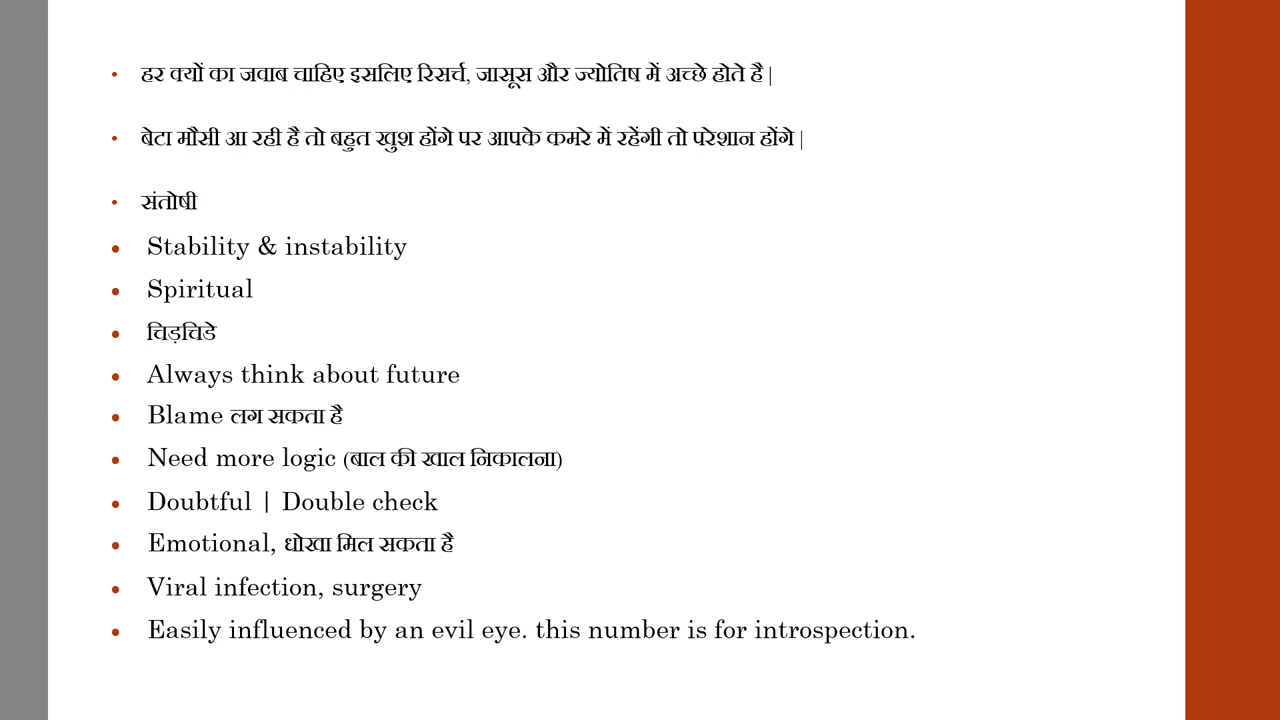 • हर क्यों का जवाब चाहिए इसलिए रिसर्च, जासूस और ज्योतिष में अच्छे होते है |
• बेटा मौसी आ रही है तो बहुत खुश होंगे पर आपके कमरे में रहेंगी तो परेशान होंगे |
• संतोषी
• Stability & instability
• Spiritual
• चिड़चिडे
• Always think about future
• Blame लग सकता है
• Need more logic (बाल की खाल निकालना)
• Doubtful | Double check
• Emotional, धोखा मिल सकता है
• Viral infection, surgery
• Easily influenced by an evil eye. this number is for introspection.